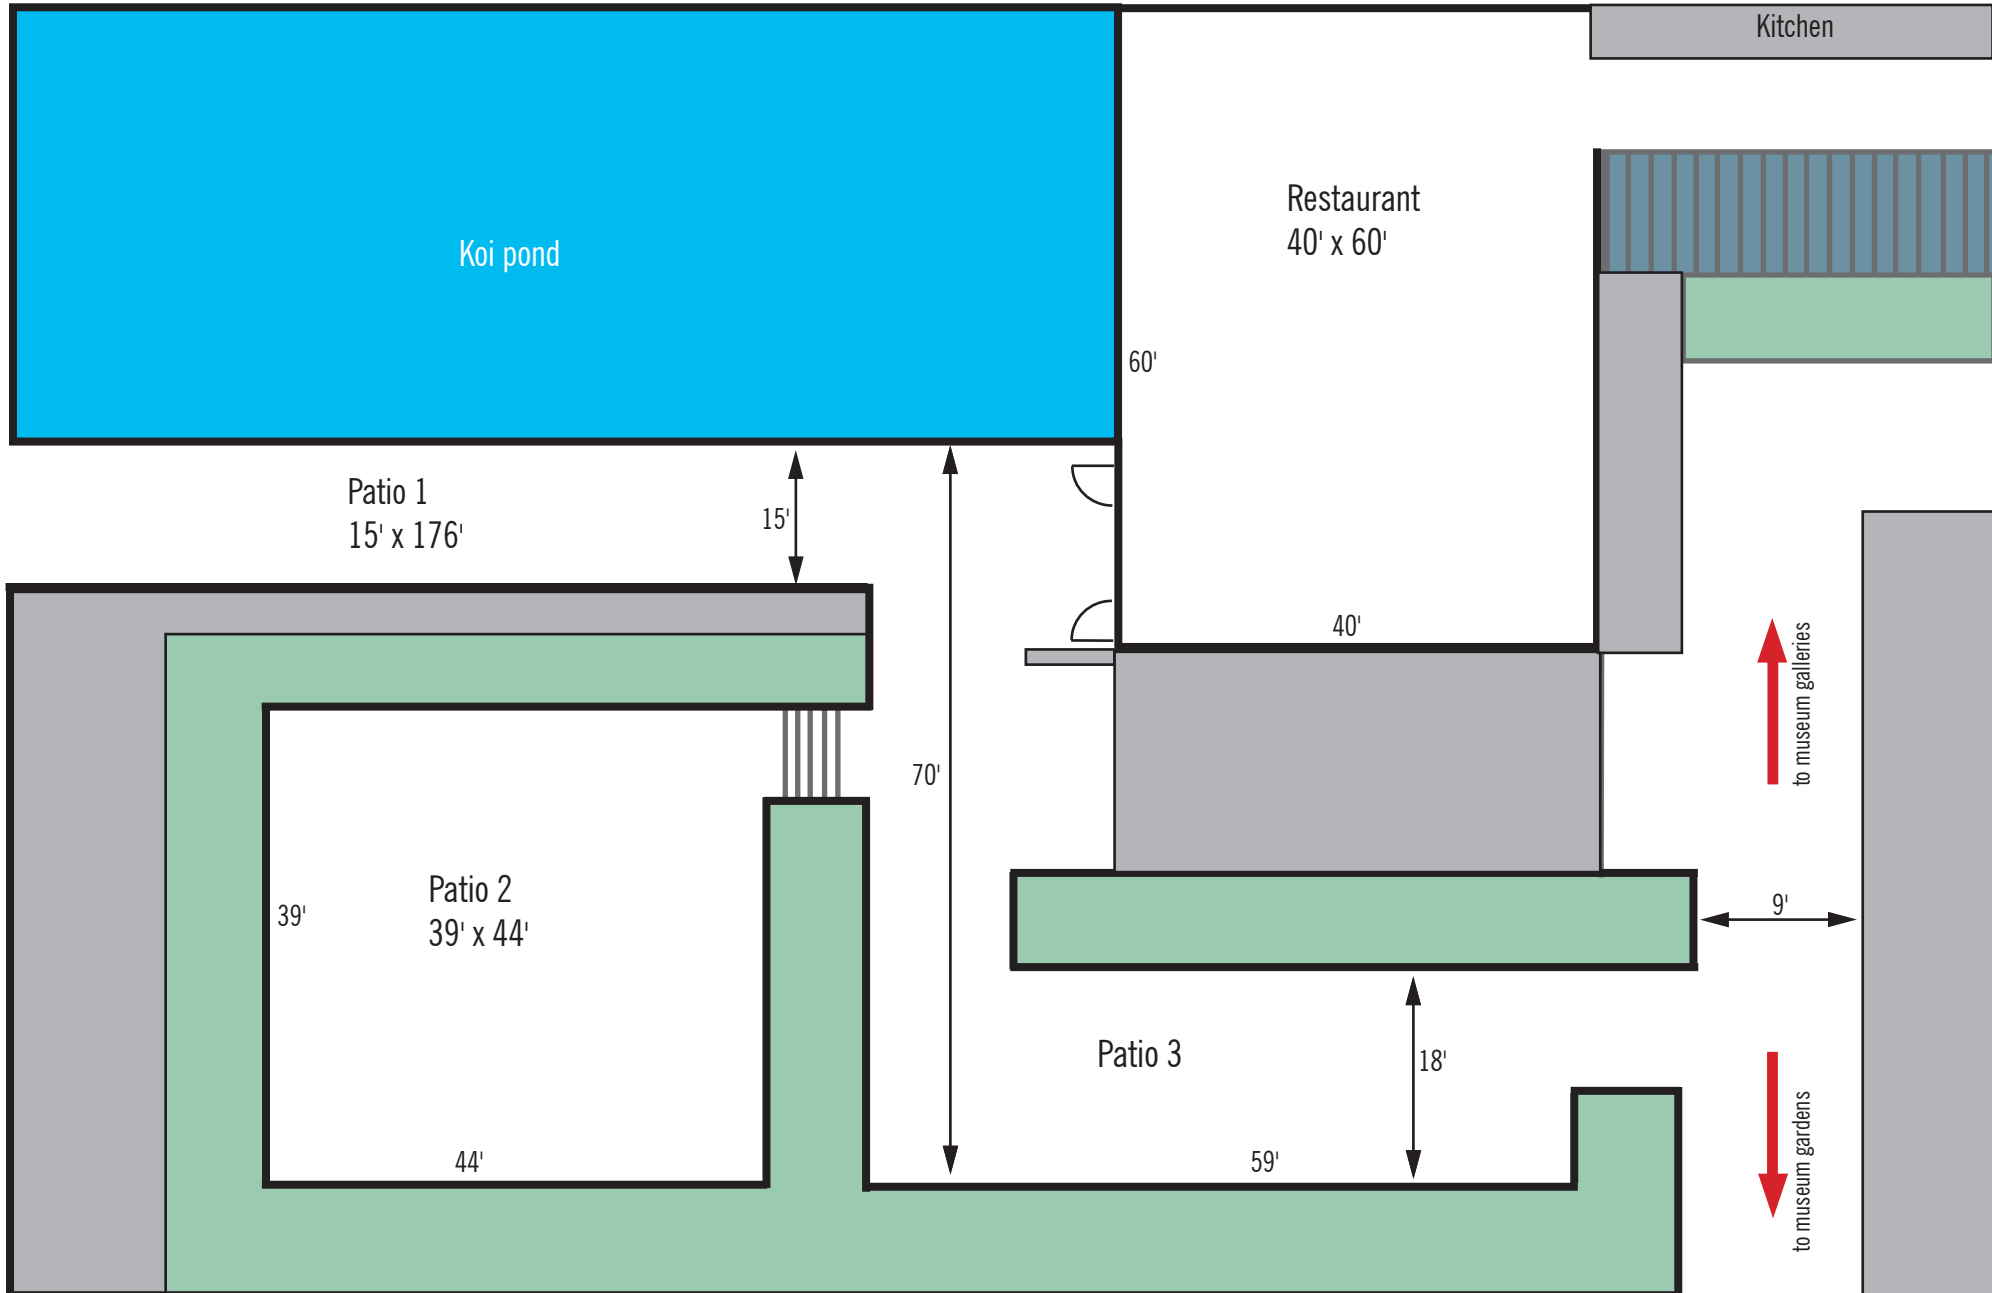 Kitchen
Restaurant
40' x 60'
Koi pond
60'
Patio 1
15' x 176'
15'
40'
to museum galleries
70'
Patio 2
39' x 44'
39'
9'
Patio 3
18'
44'
59'
to museum gardens